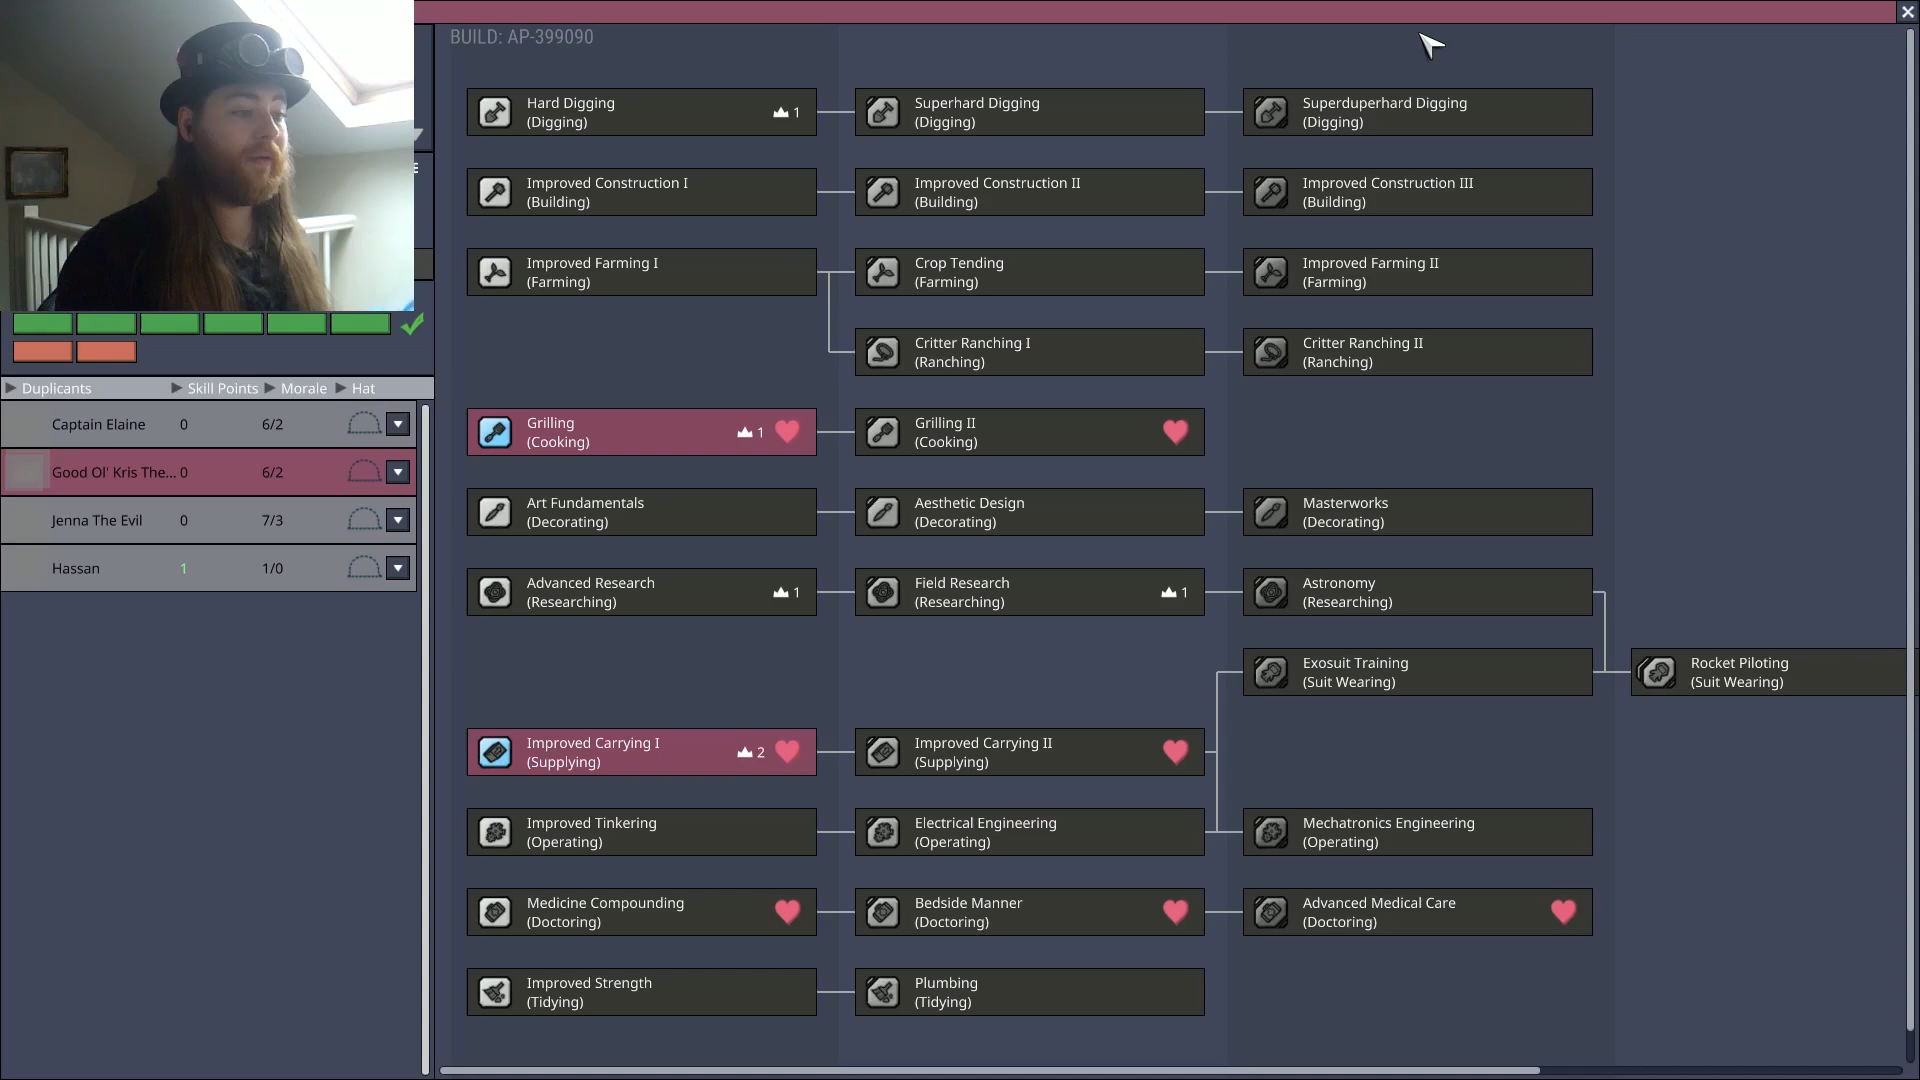 BUILD: AP-399090
Hard Digging
(Digging)
1
Superhard Digging
(Digging)
Superduperhard Digging
(Digging)
Improved Construction I
(Building)
Improved Construction II
(Building)
Improved Construction III
(Building)
Improved Farming I
(Farming)
Crop Tending
(Farming)
Improved Farming II
(Farming)
Critter Ranching I
(Ranching)
Critter Ranching II
(Ranching)
Grilling
(Cooking)
1
Grilling II
(Cooking)
Art Fundamentals
(Decorating)
Aesthetic Design
(Decorating)
Masterworks
(Decorating)
Advanced Research
(Researching)
1
Field Research
(Researching)
1
Astronomy
(Researching)
Exosuit Training
(Suit Wearing)
Rocket Piloting
(Suit Wearing)
Improved Carrying I
(Supplying)
2
Improved Carrying II
(Supplying)
Improved Tinkering
(Operating)
Electrical Engineering
(Operating)
Mechatronics Engineering
(Operating)
Medicine Compounding
(Doctoring)
Bedside Manner
(Doctoring)
Advanced Medical Care
(Doctoring)
Improved Strength
(Tidying)
Plumbing
(Tidying)
Duplicants Skill Points Morale Hat
Captain Elaine 0 6/2
Good Ol' Kris The... 0 6/2
Jenna The Evil 0 7/3
Hassan 1 1/0